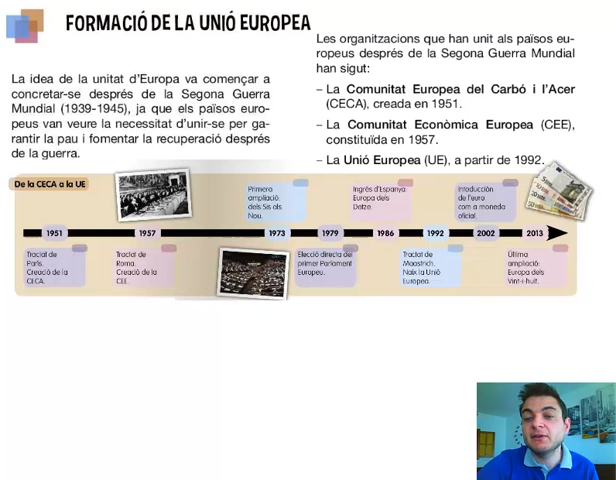 FORMACIÓ DE LA UNIÓ EUROPEA
La idea de la unitat d'Europa va començar a
concretar-se després de la Segona Guerra
Mundial (1939-1945), ja que els països euro-
peus van veure la necessitat d'unir-se per ga-
rantir la pau i fomentar la recuperació després
de la guerra.
Les organitzacions que han unit als països eu-
ropeus després de la Segona Guerra Mundial
han sigut:
– La Comunitat Europea del Carbó i l'Acer
(CECA), creada en 1951.
– La Comunitat Econòmica Europea (CEE),
constituïda en 1957.
– La Unió Europea (UE), a partir de 1992.
De la CECA a la UE
Primera
ampliació:
dels Sis als
Nou.
Ingrés d'Espanya
Europa dels
Dotze.
Intoducción
de l'euro
com a moneda
oficial.
1951
1957
1973
1979
1986
1992
2002
2013
Tractat de
París.
Creació de la
CECA.
Tractat de
Roma.
Creació de la
CEE.
Elecció directa del
primer Parlament
Europeu.
Tractat de
Maastrich.
Naix la Unió
Europea.
Última
ampliació:
Europa dels
Vint-i-huit.